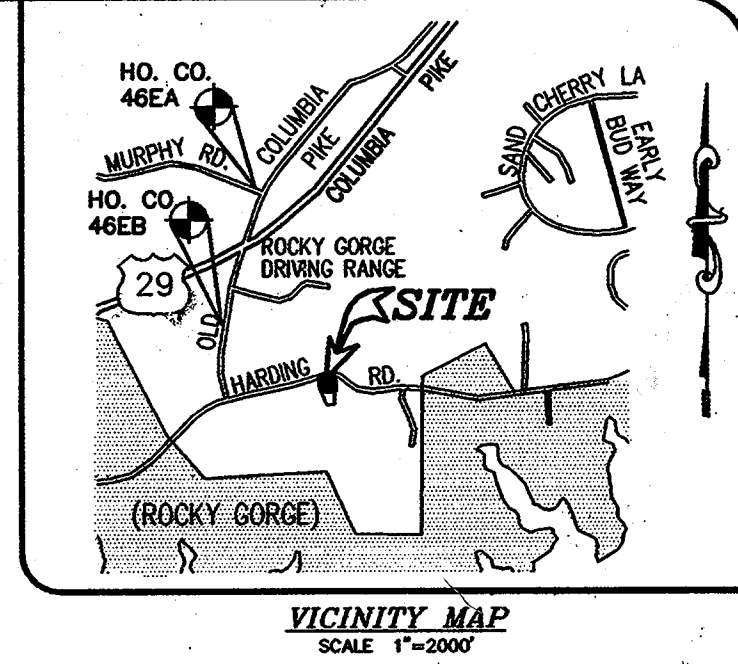 HO. CO.
46EA
MURPHY RD.
COLUMBIA
PIKE
COLUMBIA
PIKE
SAND CHERRY LA
EARLY
BUD WAY
HO. CO.
46EB
29
ROCKY GORGE
DRIVING RANGE
OLD
SITE
HARDING RD.
(ROCKY GORGE)
VICINITY MAP
SCALE 1"=2000'